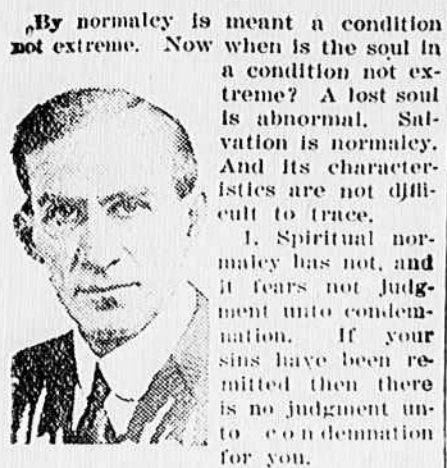 „By normalcy is meant a condition
not extreme. Now when is the soul in
a condition not ex-
treme? A lost soul
is abnormal. Sal-
vation is normalcy.
And its character-
istics are not djffi-
cult to trace.
1. Spiritual nor-
malcy has not, and
it fears not judg-
ment unto condem-
nation. If your
sins have been re-
mitted then there
is no judgment un-
to condemnation
for you.